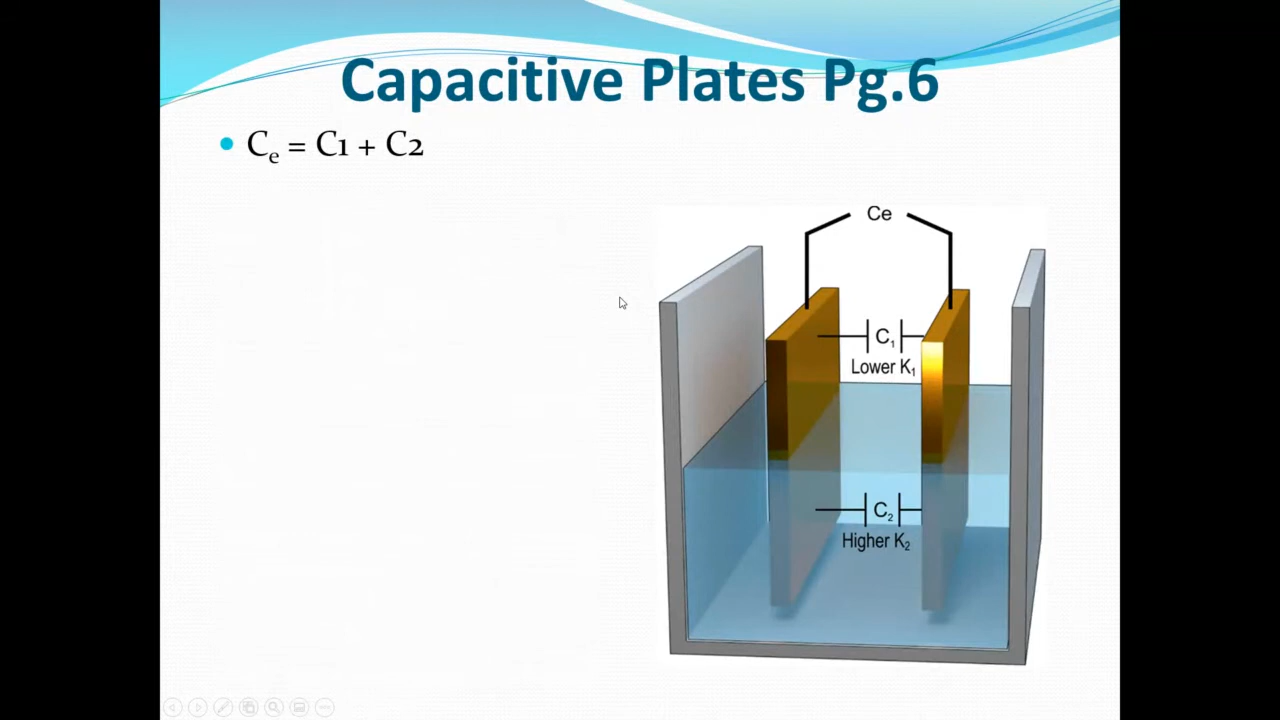 Capacitive Plates Pg.6
Ce = C1 + C2
Ce
C1
Lower K1
C2
Higher K2